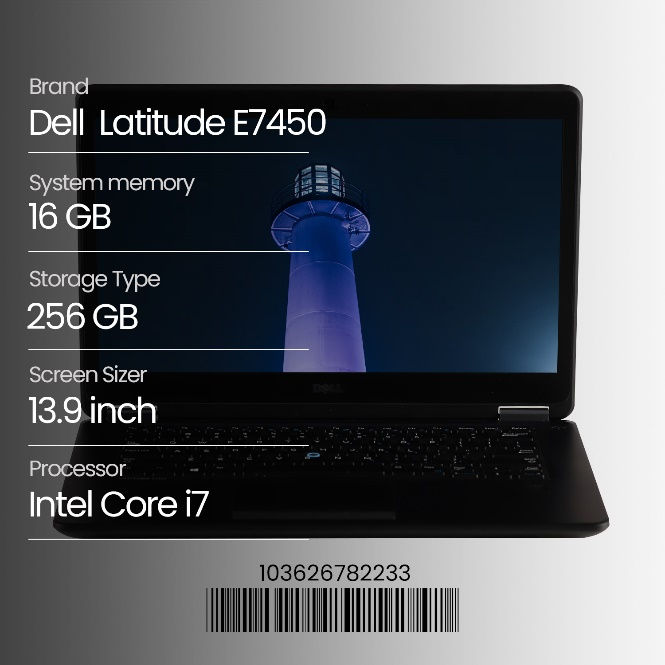 Brand
Dell Latitude E7450
System memory
16 GB
Storage Type
256 GB
Screen Sizer
13.9 inch
DELL
Processor
Intel Core i7
103626782233